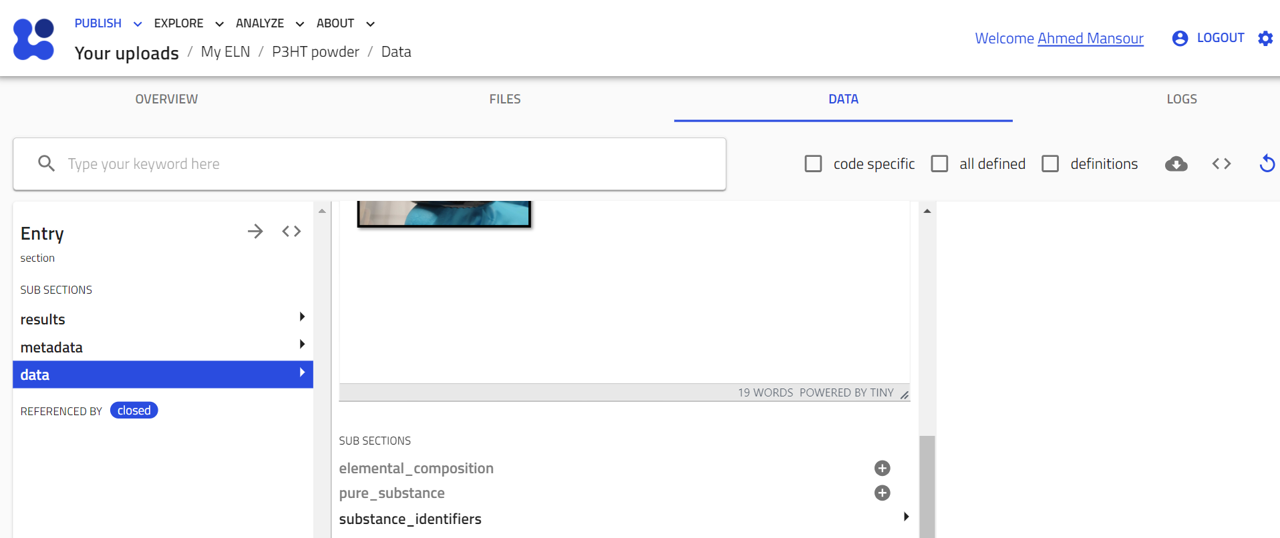 PUBLISH EXPLORE ANALYZE ABOUT
Your uploads / My ELN / P3HT powder / Data
Welcome Ahmed Mansour LOGOUT
OVERVIEW FILES DATA LOGS
Type your keyword here
code specific all defined definitions
Entry
section
SUB SECTIONS
results
metadata
data
REFERENCED BY closed
19 WORDS POWERED BY TINY
SUB SECTIONS
elemental_composition
pure_substance
substance_identifiers